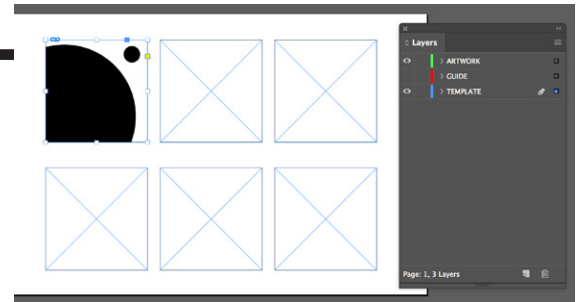 Layers
ARTWORK
GUIDE
TEMPLATE
Page: 1, 3 Layers